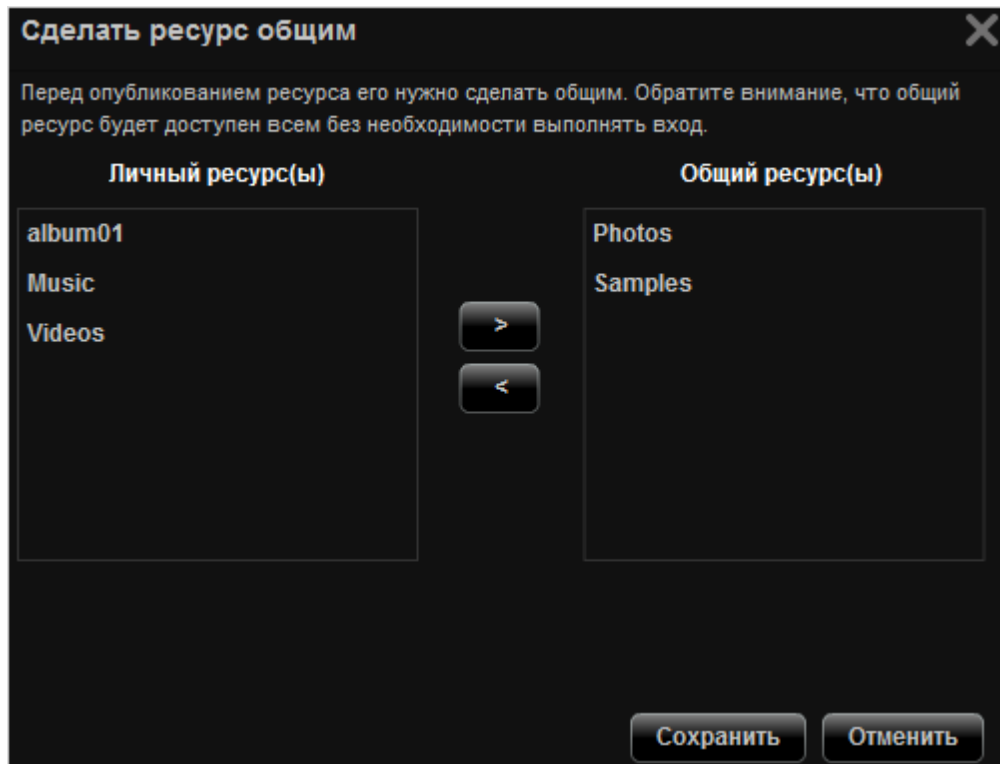 Сделать ресурс общим
Перед опубликованием ресурса его нужно сделать общим. Обратите внимание, что общий
ресурс будет доступен всем без необходимости выполнять вход.
Личный ресурс(ы)
Общий ресурс(ы)
album01
Music
Videos
>
<
Photos
Samples
Сохранить
Отменить